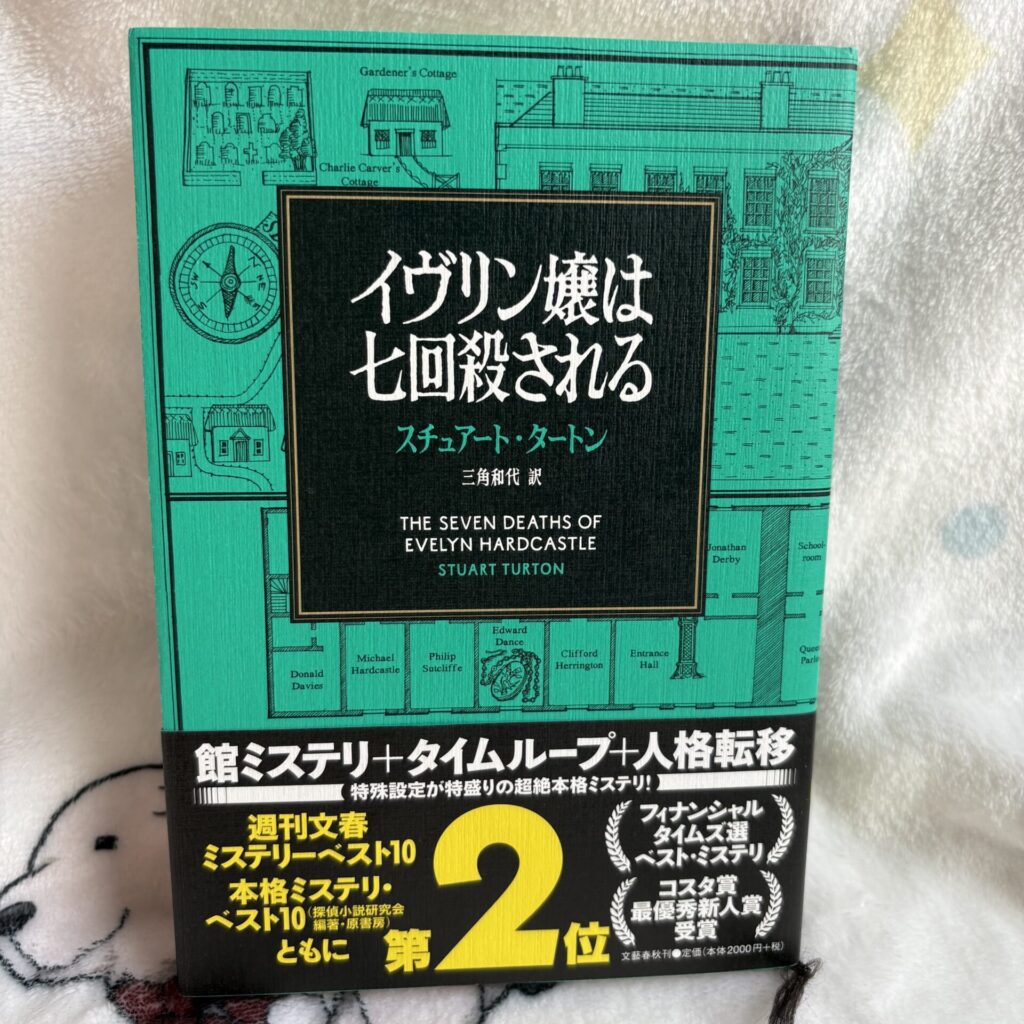 Gardener's Cottage
Charlie Carver's
Cottage
イヴリン嬢は
七回殺される
スチュアート・タートン
三角和代 訳
THE SEVEN DEATHS OF
EVELYN HARDCASTLE
STUART TURTON
Jonathan
Derby
School-
room
Donald
Davies
Michael
Hardcastle
Philip
Sutcliffe
Edward
Dance
Clifford
Herrington
Entrance
Hall
館ミステリ+タイムループ+人格転移
特殊設定が特盛りの超絶本格ミステリ!
週刊文春
ミステリーベスト10
本格ミステリ・
ベスト10(探偵小説研究会
編著・原書房)
ともに
第2位
フィナンシャル
タイムズ選
ベスト・ミステリ
コスタ賞
最優秀新人賞
受賞
文藝春秋刊●定価(本体2000円+税)